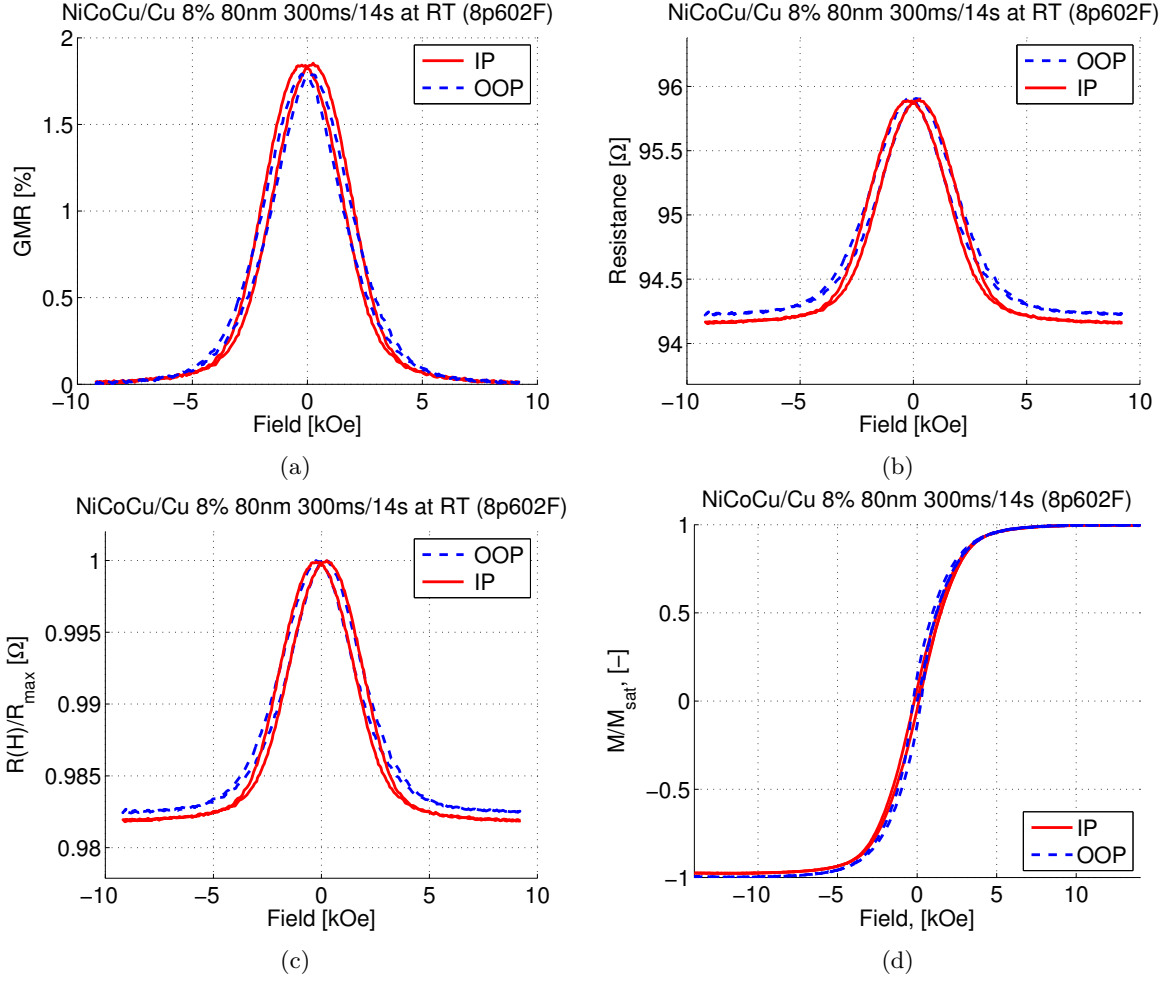 NiCoCu/Cu 8% 80nm 300ms/14s at RT (8p602F)
2
1.5
1
0.5
0
GMR [%]
IP
OOP
−10
−5
0
5
10
Field [kOe]
(a)
NiCoCu/Cu 8% 80nm 300ms/14s at RT (8p602F)
96
95.5
95
94.5
94
Resistance [Ω]
OOP
IP
−10
−5
0
5
10
Field [kOe]
(b)
NiCoCu/Cu 8% 80nm 300ms/14s at RT (8p602F)
1
0.995
0.99
0.985
0.98
R(H)/R_max [Ω]
OOP
IP
−10
−5
0
5
10
Field [kOe]
(c)
NiCoCu/Cu 8% 80nm 300ms/14s (8p602F)
1
0.5
0
−0.5
−1
M/M_sat, [−]
IP
OOP
−10
−5
0
5
10
Field, [kOe]
(d)